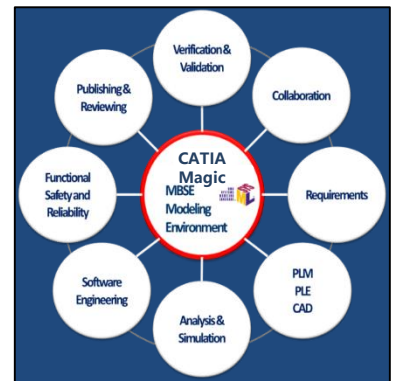 Verification &
Validation
Publishing &
Reviewing
Collaboration
CATIA
Magic
MBSE
Modeling
Environment
Functional
Safety and
Reliability
Requirements
Software
Engineering
PLM
PLE
CAD
Analysis &
Simulation